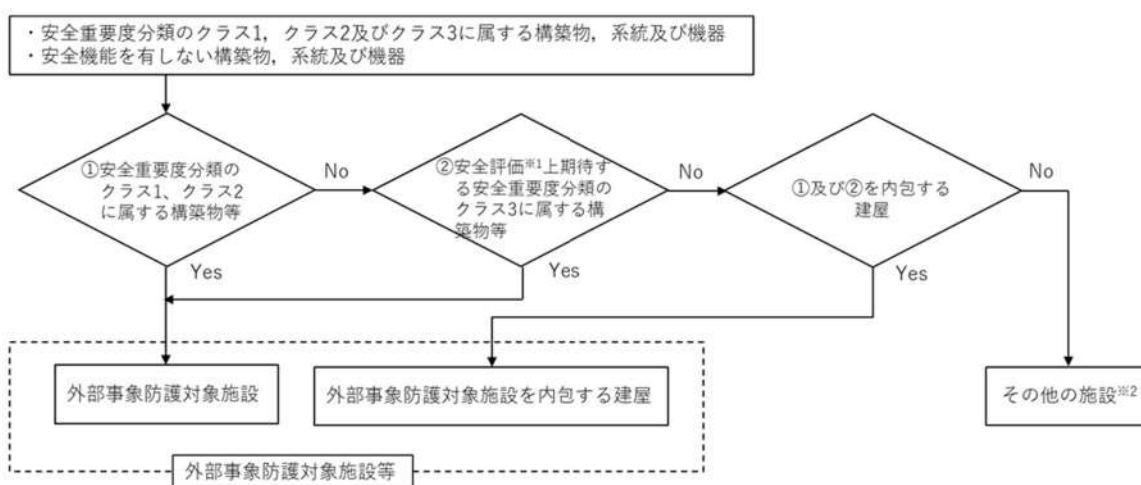 ・安全重要度分類のクラス1，クラス2及びクラス3に属する構築物，系統及び機器
・安全機能を有しない構築物，系統及び機器
①安全重要度分類の
クラス1、クラス2
に属する構築物等
No
②安全評価※1上期待す
る安全重要度分類の
クラス3に属する構
築物等
No
①及び②を内包する
建屋
No
Yes
Yes
Yes
外部事象防護対象施設
外部事象防護対象施設を内包する建屋
その他の施設※2
外部事象防護対象施設等